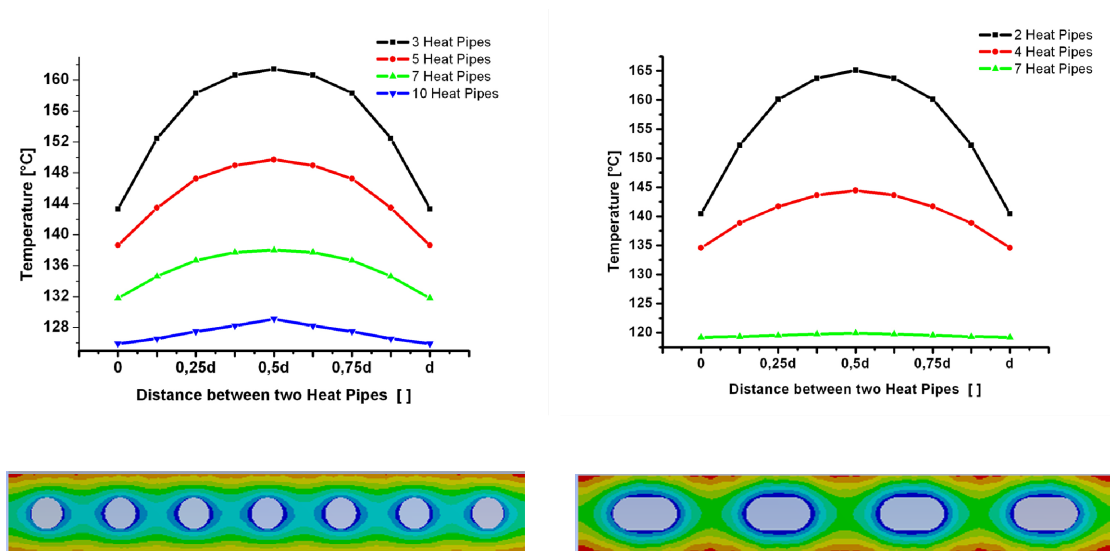 3 Heat Pipes
5 Heat Pipes
7 Heat Pipes
10 Heat Pipes
Temperature [°C]
160
156
152
148
144
140
136
132
128
0
0,25d
0,5d
0,75d
d
Distance between two Heat Pipes [ ]
2 Heat Pipes
4 Heat Pipes
7 Heat Pipes
Temperature [°C]
165
160
155
150
145
140
135
130
125
120
0
0,25d
d,5d
0,75d
d
Distance between two Heat Pipes [ ]